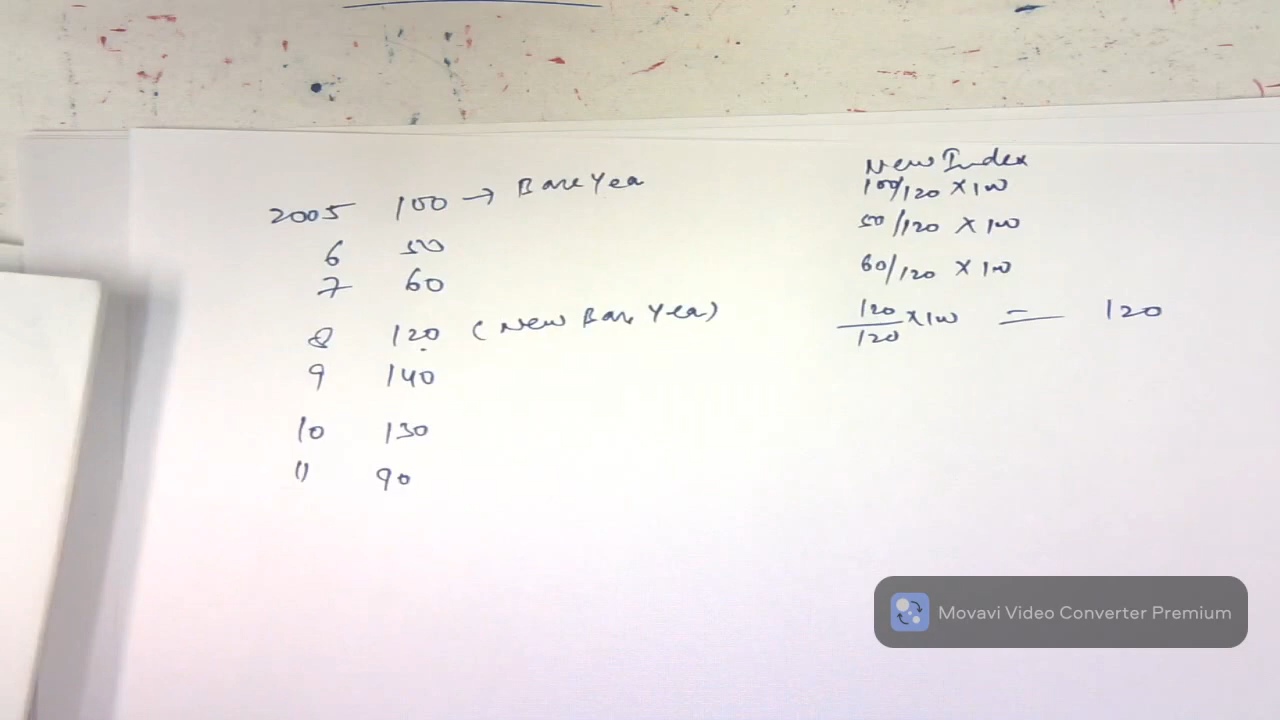 New Index
2005 100 → Base Year 100/120 × 100
6 50 50/120 × 100
7 60 60/120 × 100
8 120 (New Base Year) 120/120 × 100 = 120
9 140
10 130
11 90
Movavi Video Converter Premium